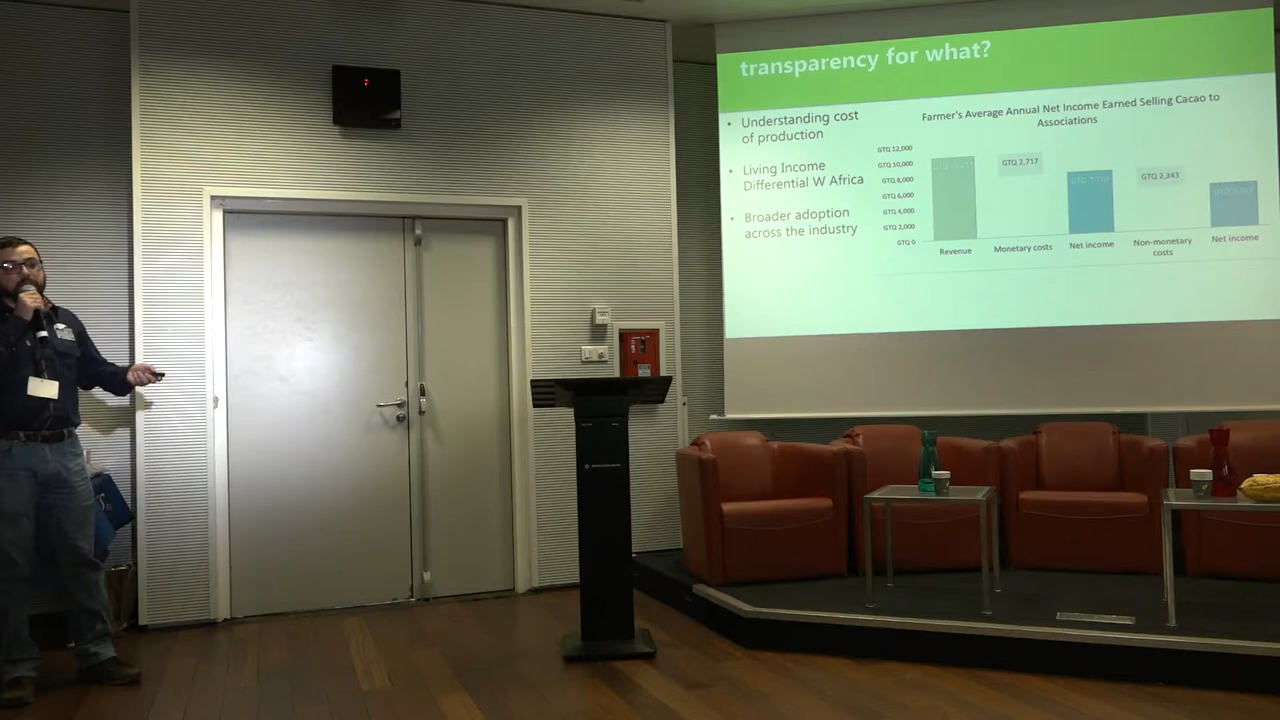 transparency for what?
• Understanding cost
of production
• Living Income
Differential W Africa
• Broader adoption
across the industry
Farmer's Average Annual Net Income Earned Selling Cacao to
Associations
GTQ 12,000
GTQ 10,000
GTQ 8,000
GTQ 6,000
GTQ 4,000
GTQ 2,000
GTQ 0
GTQ 2,717
GTQ 2,343
Revenue
Monetary costs
Net income
Non-monetary
costs
Net income